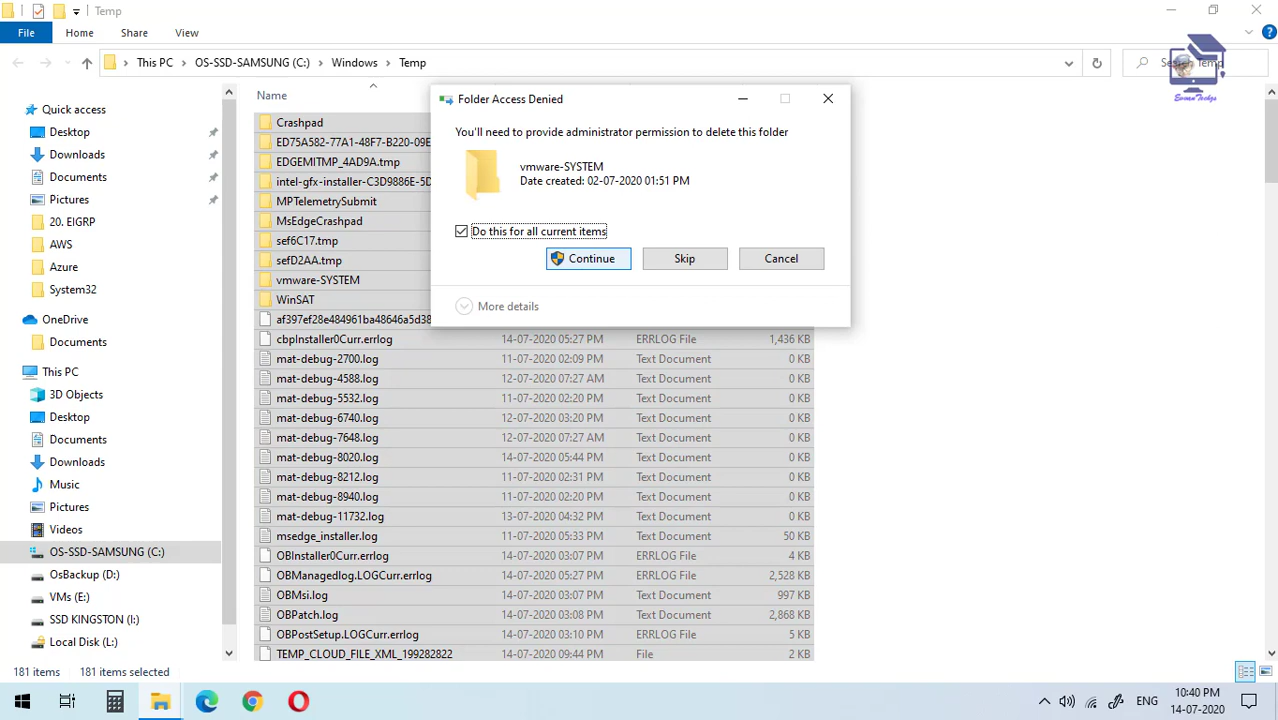 Temp
File Home Share View
This PC OS-SSD-SAMSUNG (C:) Windows Temp
Temp
EuvanTechgs
Quick access
Desktop
Downloads
Documents
Pictures
20. EIGRP
AWS
Azure
System32
OneDrive
Documents
This PC
3D Objects
Desktop
Documents
Downloads
Music
Pictures
Videos
OS-SSD-SAMSUNG (C:)
OsBackup (D:)
VMs (E:)
SSD KINGSTON (I:)
Local Disk (L:)
Name
Crashpad
ED75A582-77A1-48F7-B220-09E
EDGEMITMP_4AD9A.tmp
intel-gfx-installer-C3D9886E-5D
MPTelemetrySubmit
MsEdgeCrashpad
sef6C17.tmp
sefD2AA.tmp
vmware-SYSTEM
WinSAT
af397ef28e484961ba48646a5d38
cbpInstaller0Curr.errlog 14-07-2020 05:27 PM ERRLOG File 1,436 KB
mat-debug-2700.log 11-07-2020 02:09 PM Text Document 0 KB
mat-debug-4588.log 12-07-2020 07:27 AM Text Document 0 KB
mat-debug-5532.log 11-07-2020 02:20 PM Text Document 0 KB
mat-debug-6740.log 12-07-2020 03:20 PM Text Document 0 KB
mat-debug-7648.log 12-07-2020 07:27 AM Text Document 0 KB
mat-debug-8020.log 14-07-2020 05:44 PM Text Document 0 KB
mat-debug-8212.log 11-07-2020 02:31 PM Text Document 0 KB
mat-debug-8940.log 11-07-2020 02:20 PM Text Document 0 KB
mat-debug-11732.log 13-07-2020 04:32 PM Text Document 0 KB
msedge_installer.log 11-07-2020 05:35 PM Text Document 50 KB
OBInstaller0Curr.errlog 14-07-2020 03:07 PM ERRLOG File 4 KB
OBManagedlog.LOGCurr.errlog 14-07-2020 05:27 PM ERRLOG File 2,528 KB
OBMsi.log 14-07-2020 03:07 PM Text Document 997 KB
OBPatch.log 14-07-2020 03:08 PM Text Document 2,868 KB
OBPostSetup.LOGCurr.errlog 14-07-2020 03:10 PM ERRLOG File 5 KB
TEMP_CLOUD_FILE_XML_199282822 14-07-2020 09:44 PM File 2 KB
Folder Access Denied
You'll need to provide administrator permission to delete this folder
vmware-SYSTEM
Date created: 02-07-2020 01:51 PM
Do this for all current items
Continue Skip Cancel
More details
181 items 181 items selected
ENG
10:40 PM
14-07-2020